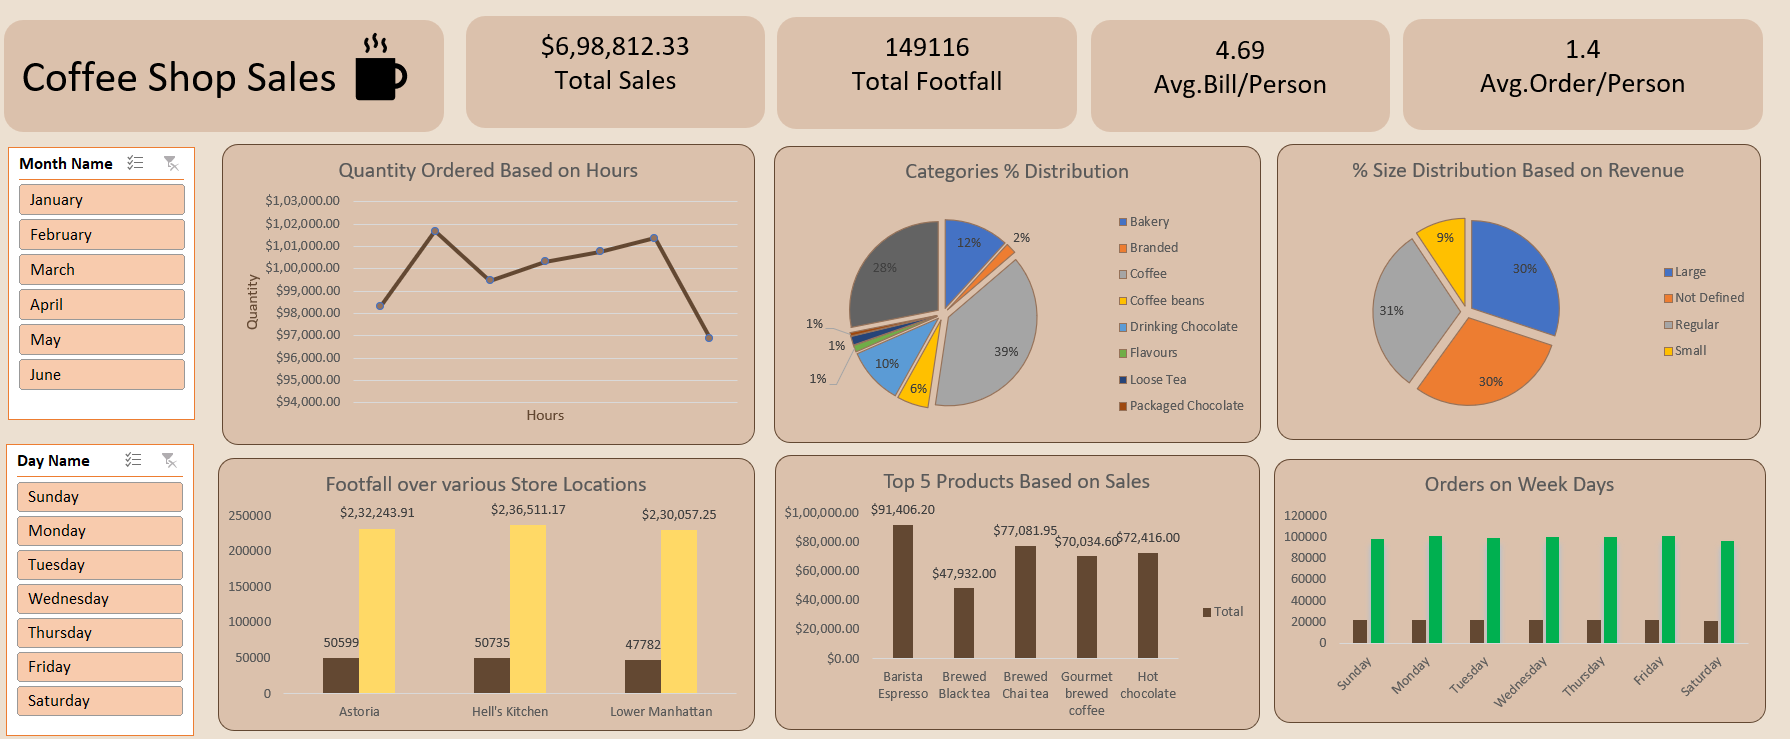 Coffee Shop Sales
$6,98,812.33
Total Sales
149116
Total Footfall
4.69
Avg.Bill/Person
1.4
Avg.Order/Person
Month Name
January
February
March
April
May
June
Day Name
Sunday
Monday
Tuesday
Wednesday
Thursday
Friday
Saturday
Quantity Ordered Based on Hours
Quantity
$1,03,000.00
$1,02,000.00
$1,01,000.00
$1,00,000.00
$99,000.00
$98,000.00
$97,000.00
$96,000.00
$95,000.00
$94,000.00
Hours
Categories % Distribution
12%
2%
39%
6%
10%
1%
1%
1%
28%
Bakery
Branded
Coffee
Coffee beans
Drinking Chocolate
Flavours
Loose Tea
Packaged Chocolate
% Size Distribution Based on Revenue
30%
30%
31%
9%
Large
Not Defined
Regular
Small
Footfall over various Store Locations
250000
200000
150000
100000
50000
0
$2,32,243.91
$2,36,511.17
$2,30,057.25
50599
50735
47782
Astoria
Hell's Kitchen
Lower Manhattan
Top 5 Products Based on Sales
$1,00,000.00
$80,000.00
$60,000.00
$40,000.00
$20,000.00
$0.00
$91,406.20
$47,932.00
$77,081.95
$70,034.60
$72,416.00
Barista
Espresso
Brewed
Black tea
Brewed
Chai tea
Gourmet
brewed
coffee
Hot
chocolate
Total
Orders on Week Days
120000
100000
80000
60000
40000
20000
0
Sunday
Monday
Tuesday
Wednesday
Thursday
Friday
Saturday